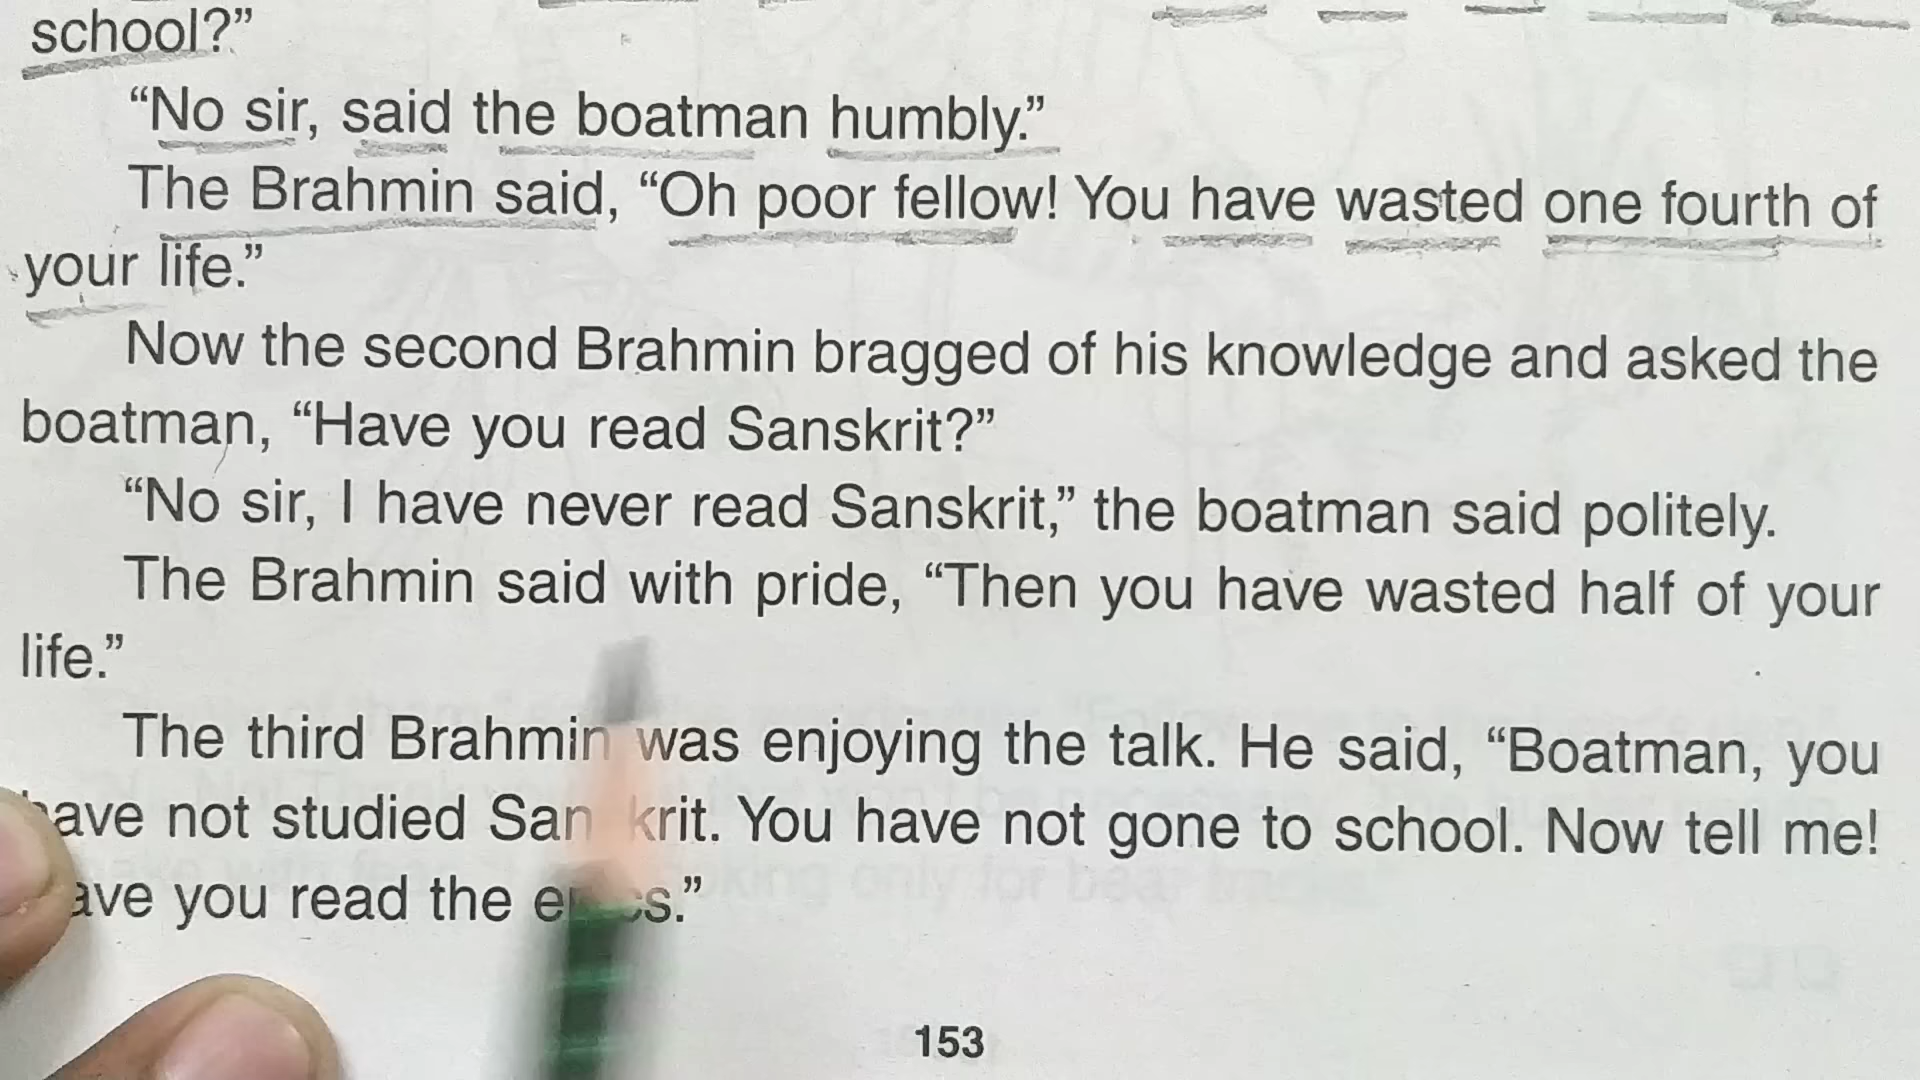 school?”
“No sir, said the boatman humbly.”
The Brahmin said, “Oh poor fellow! You have wasted one fourth of
your life.”
Now the second Brahmin bragged of his knowledge and asked the
boatman, “Have you read Sanskrit?”
“No sir, I have never read Sanskrit,” the boatman said politely.
The Brahmin said with pride, “Then you have wasted half of your
life.”
The third Brahmin was enjoying the talk. He said, “Boatman, you
have not studied Sanskrit. You have not gone to school. Now tell me!
Have you read the epics.”
153